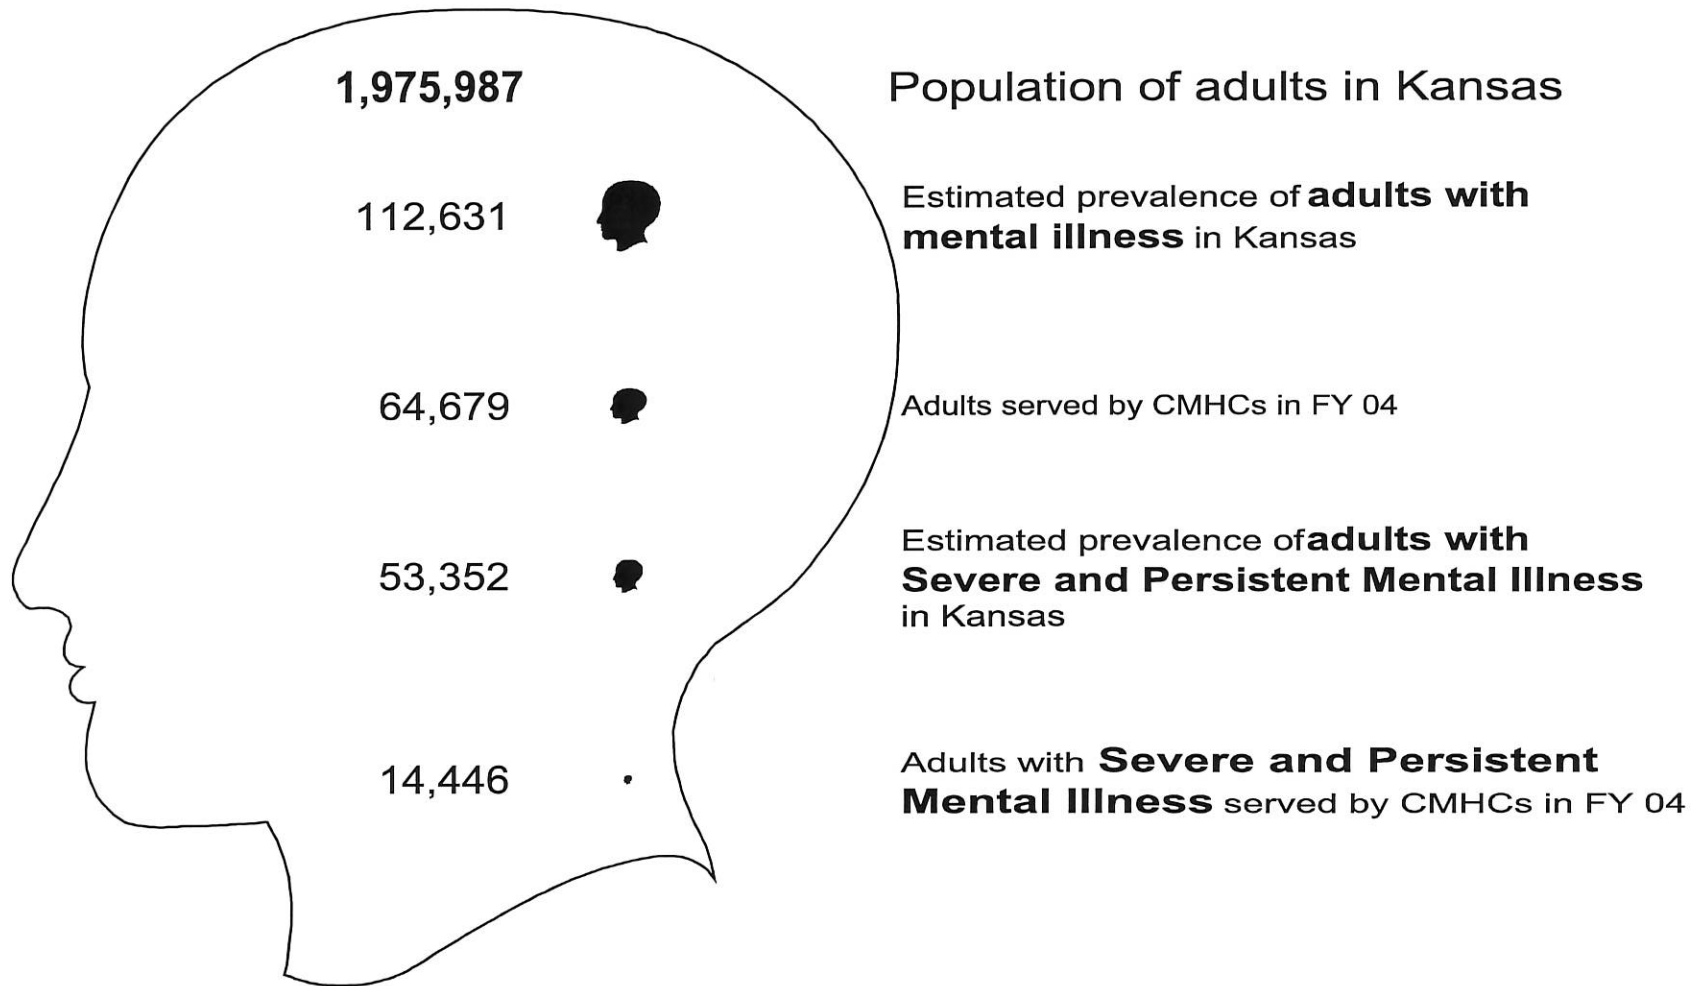 1,975,987 Population of adults in Kansas
112,631 Estimated prevalence of adults with
mental illness in Kansas
64,679 Adults served by CMHCs in FY 04
Estimated prevalence of adults with
53,352 Severe and Persistent Mental Illness
in Kansas
14,446 Adults with Severe and Persistent
Mental Illness served by CMHCs in FY 04